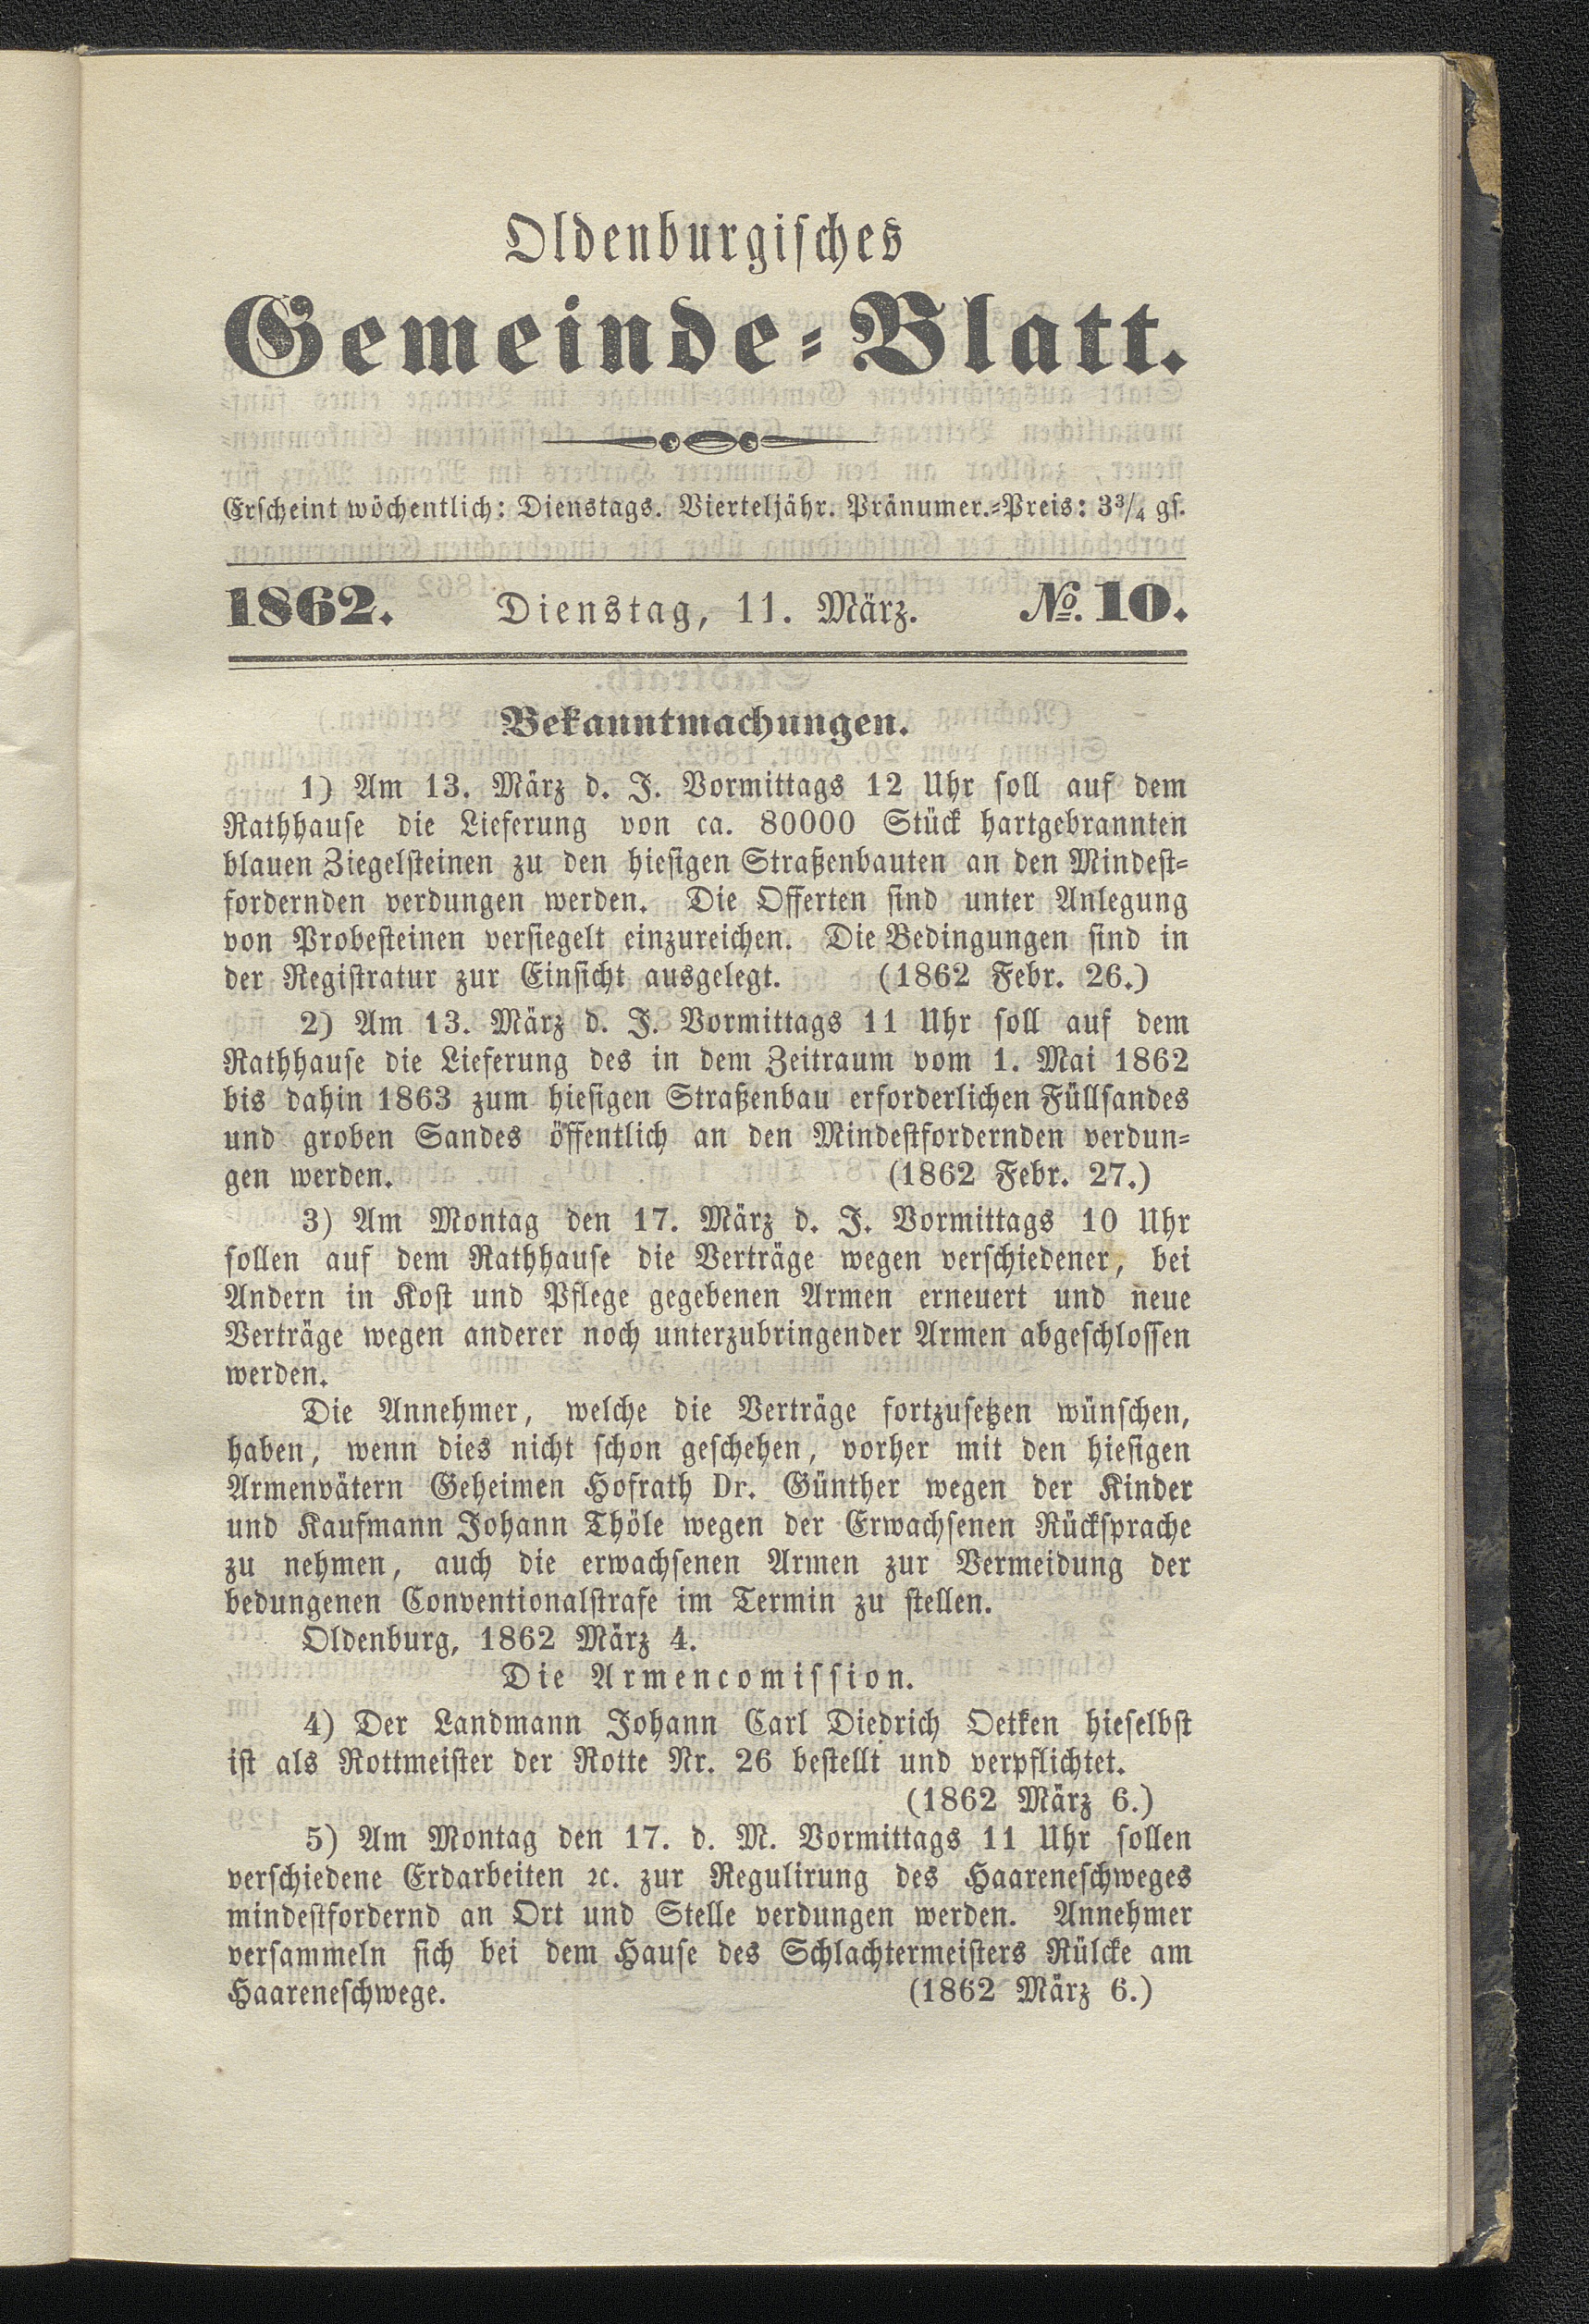 Oldenburgisches
Gemeinde-Blatt.
Erscheint wöchentlich: Dienstags. Vierteljähr. Pränumer.-Preis: 3¾ gs.
1862. Dienstag, 11. März. №. 10.
Bekanntmachungen.
1) Am 13. März d. J. Vormittags 12 Uhr soll auf dem
Rathhause die Lieferung von ca. 80000 Stück hartgebrannten
blauen Ziegelsteinen zu den hiesigen Straßenbauten an den Mindest-
fordernden verdungen werden. Die Offerten sind unter Anlegung
von Probesteinen versiegelt einzureichen. Die Bedingungen sind in
der Registratur zur Einsicht ausgelegt. (1862 Febr. 26.)
2) Am 13. März d. J. Vormittags 11 Uhr soll auf dem
Rathhause die Lieferung des in dem Zeitraum vom 1. Mai 1862
bis dahin 1863 zum hiesigen Straßenbau erforderlichen Füllsandes
und groben Sandes öffentlich an den Mindestfordernden verdun-
gen werden. (1862 Febr. 27.)
3) Am Montag den 17. März d. J. Vormittags 10 Uhr
sollen auf dem Rathhause die Verträge wegen verschiedener, bei
Andern in Kost und Pflege gegebenen Armen erneuert und neue
Verträge wegen anderer noch unterzubringender Armen abgeschlossen
werden.
Die Annehmer, welche die Verträge fortzusetzen wünschen,
haben, wenn dies nicht schon geschehen, vorher mit den hiesigen
Armenvätern Geheimen Hofrath Dr. Günther wegen der Kinder
und Kaufmann Johann Thöle wegen der Erwachsenen Rücksprache
zu nehmen, auch die erwachsenen Armen zur Vermeidung der
bedungenen Conventionalstrafe im Termin zu stellen.
Oldenburg, 1862 März 4.
Die Armencomission.
4) Der Landmann Johann Carl Diedrich Oetken hieselbst
ist als Rottmeister der Rotte Nr. 26 bestellt und verpflichtet.
(1862 März 6.)
5) Am Montag den 17. d. M. Vormittags 11 Uhr sollen
verschiedene Erdarbeiten ꝛc. zur Regulirung des Haareneschweges
mindestfordernd an Ort und Stelle verdungen werden. Annehmer
versammeln sich bei dem Hause des Schlachtermeisters Rülcke am
Haareneschwege. (1862 März 6.)